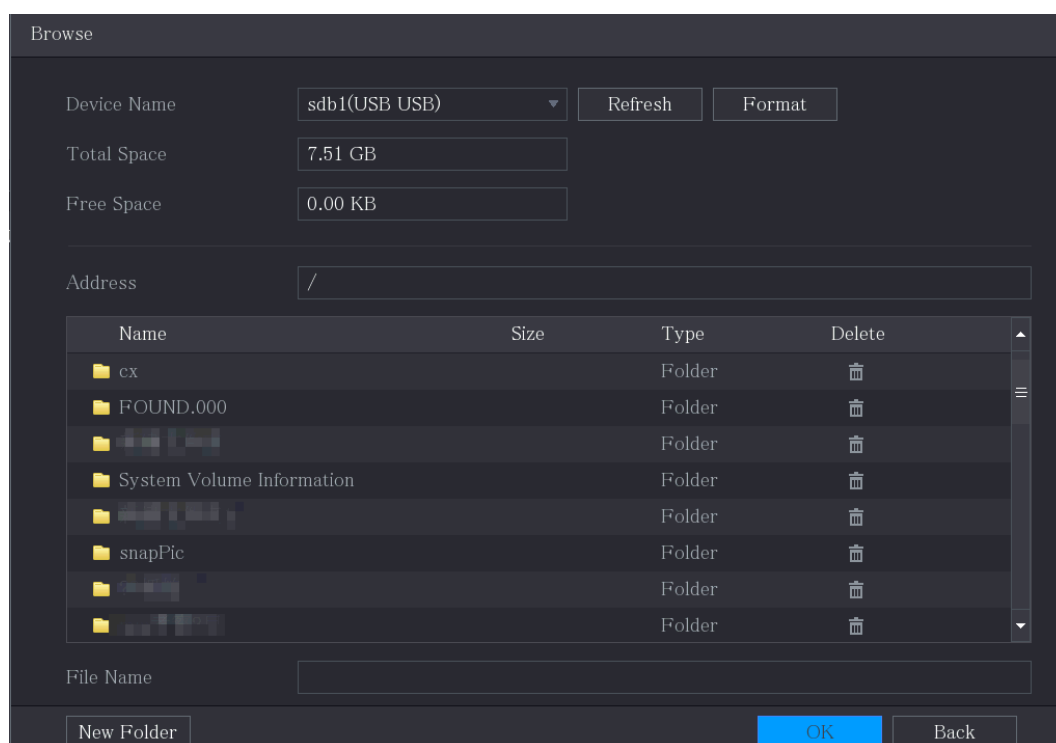 Browse
Device Name sdb1(USB USB) Refresh Format
Total Space 7.51 GB
Free Space 0.00 KB
Address /
Name Size Type Delete
cx Folder
FOUND.000 Folder
Folder
System Volume Information Folder
Folder
snapPic Folder
Folder
Folder
File Name
New Folder OK Back